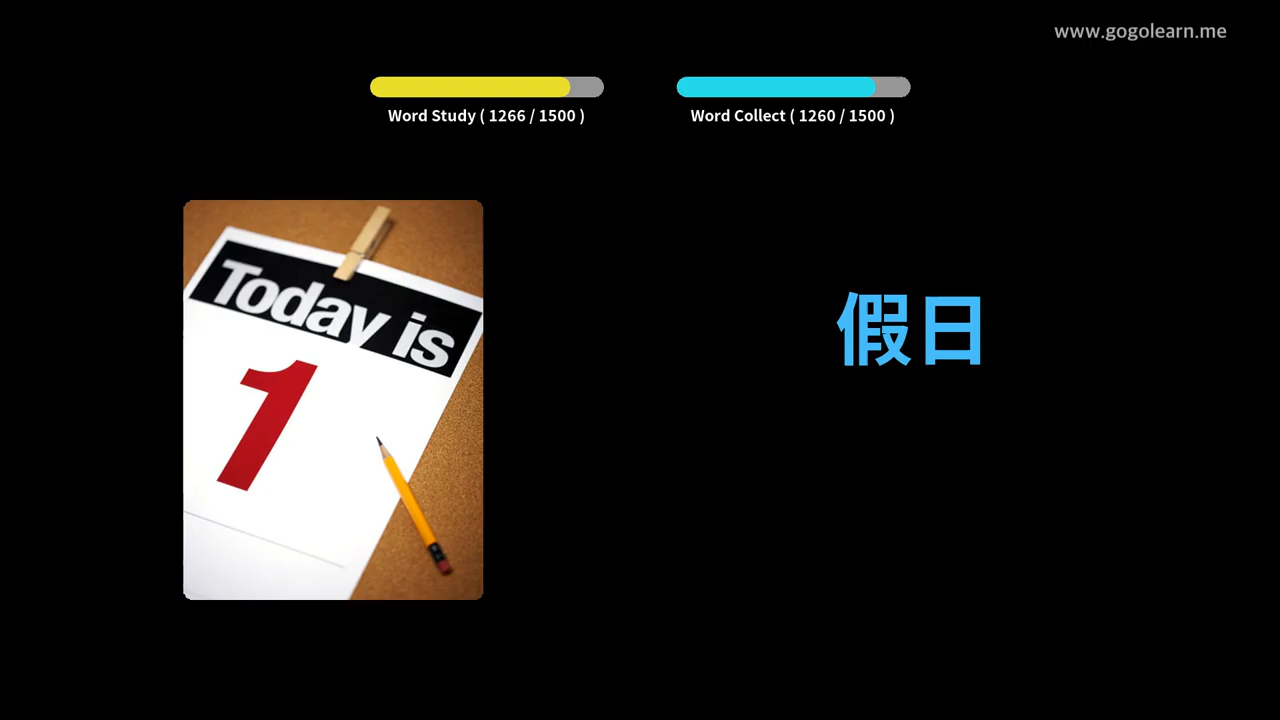 www.gogolearn.me
Word Study ( 1266 / 1500 )
Word Collect ( 1260 / 1500 )
Today is
1
假日